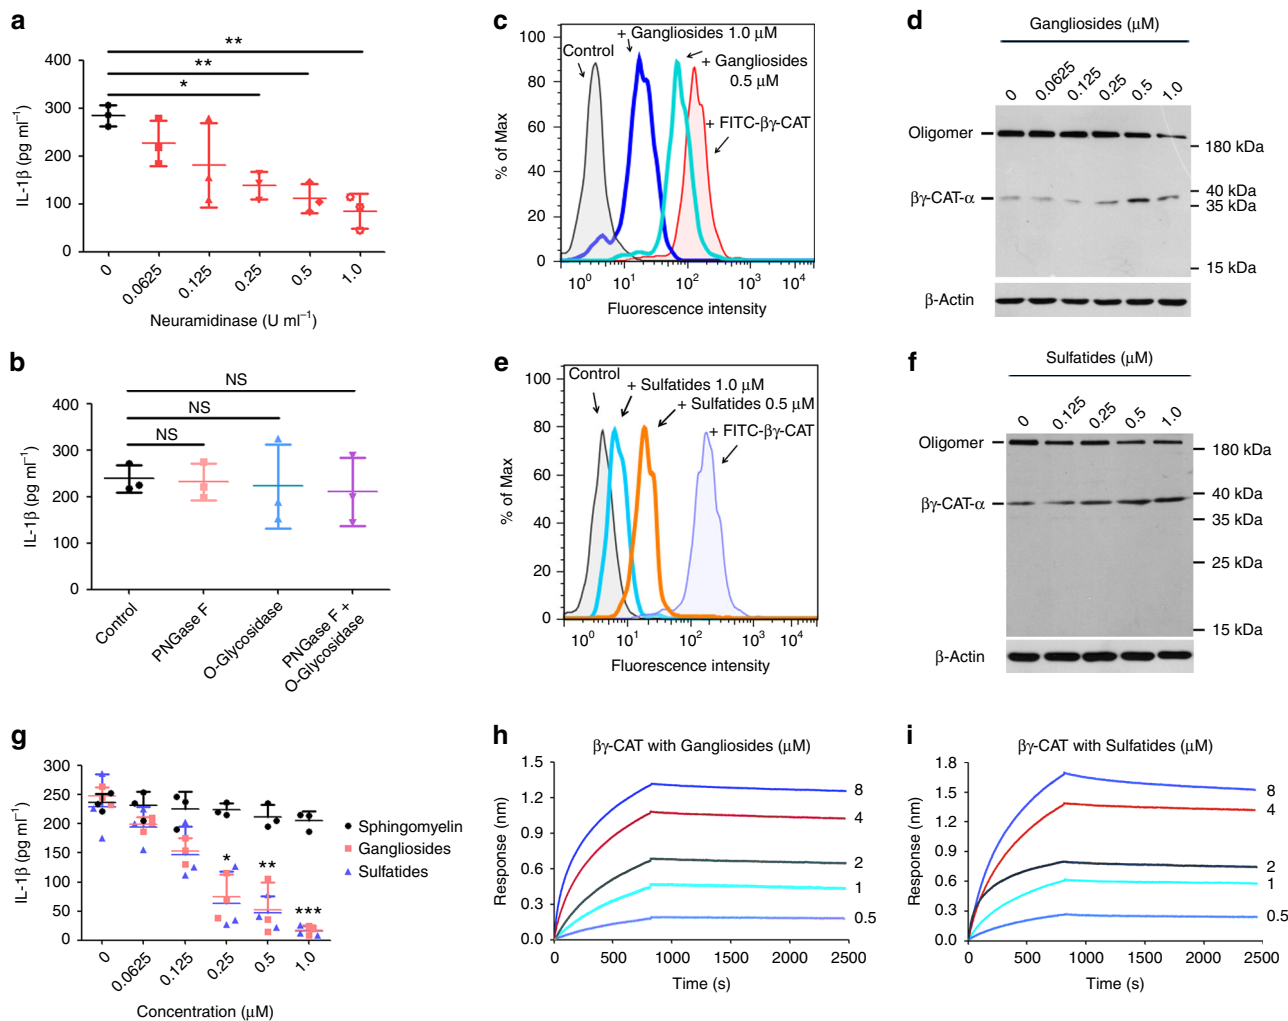 a
**
**
*
400
300
200
100
0
IL-1β (pg ml⁻¹)
0
0.0625
0.125
0.25
0.5
1.0
Neuramidinase (U ml⁻¹)
b
NS
NS
NS
400
300
200
100
0
IL-1β (pg ml⁻¹)
Control
PNGase F
O-Glycosidase
PNGase F +
O-Glycosidase
c
+ Gangliosides 1.0 μM
Control
+ Gangliosides
0.5 μM
+ FITC-βγ-CAT
100
80
60
40
20
0
% of Max
10⁰
10¹
10²
10³
10⁴
Fluorescence intensity
d
Gangliosides (μM)
0
0.0625
0.125
0.25
0.5
1.0
Oligomer
180 kDa
βγ-CAT-α
40 kDa
35 kDa
15 kDa
β-Actin
e
Control
+ Sulfatides 1.0 μM
+ Sulfatides 0.5 μM
+ FITC-βγ-CAT
100
80
60
40
20
0
% of Max
10⁰
10¹
10²
10³
10⁴
Fluorescence intensity
f
Sulfatides (μM)
0
0.125
0.25
0.5
1.0
Oligomer
180 kDa
βγ-CAT-α
40 kDa
35 kDa
25 kDa
15 kDa
β-Actin
g
300
250
200
150
100
50
0
IL-1β (pg ml⁻¹)
*
**
***
Sphingomyelin
Gangliosides
Sulfatides
0
0.0625
0.125
0.25
0.5
1.0
Concentration (μM)
h
βγ-CAT with Gangliosides (μM)
1.5
1.2
0.9
0.6
0.3
0.0
Response (nm)
8
4
2
1
0.5
0
500
1000
1500
2000
2500
Time (s)
i
βγ-CAT with Sulfatides (μM)
1.8
1.5
1.2
0.9
0.6
0.3
0.0
Response (nm)
8
4
2
1
0.5
0
500
1000
1500
2000
2500
Time (s)